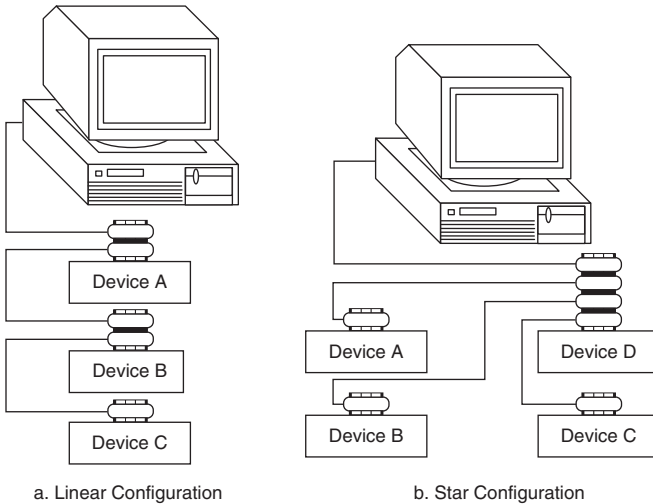 Device A
Device B
Device C
a. Linear Configuration
Device A
Device D
Device B
Device C
b. Star Configuration